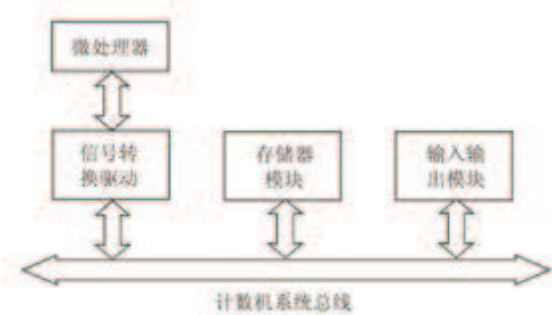 微处理器
信号转
换驱动
存储器
模块
输入输
出模块
计数机系统总线